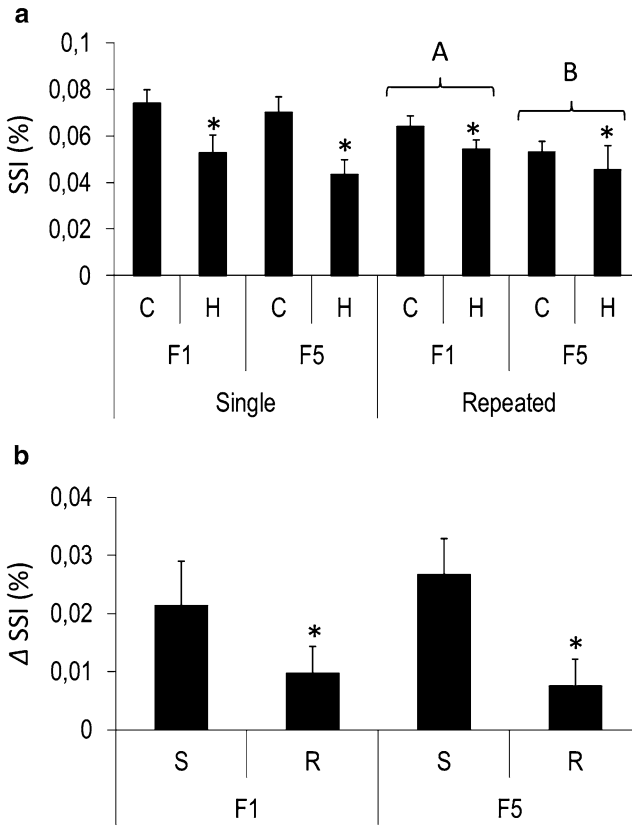 a
0,1
A
B
0,08
*
*
*
*
0,06
0,04
0,02
0
SSI (%)
C H C H C H C H
F1 F5 F1 F5
Single Repeated
b
0,04
0,03
0,02
*
*
0,01
0
Δ SSI (%)
S R S R
F1 F5